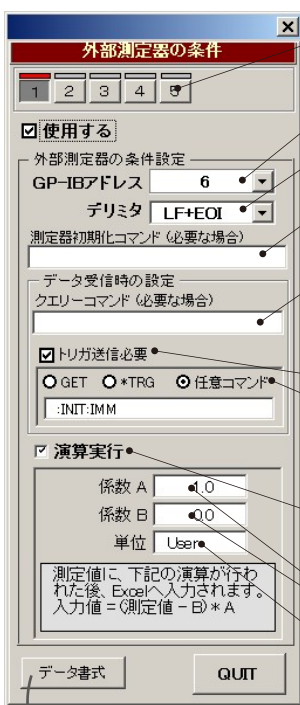 外部測定器の条件
1 2 3 4 5
使用する
外部測定器の条件設定
GP-IBアドレス 6
デリミタ LF+EOI
測定器初期化コマンド (必要な場合)
データ受信時の設定
クエリーコマンド (必要な場合)
トリガ送信必要
GET *TRG 任意コマンド
:INIT:IMM
演算実行
係数 A 1.0
係数 B 0.0
単位 User
測定値に、下記の演算が行わ
れた後、Excelへ入力されます。
入力値 = (測定値 - B) * A
データ書式 QUIT